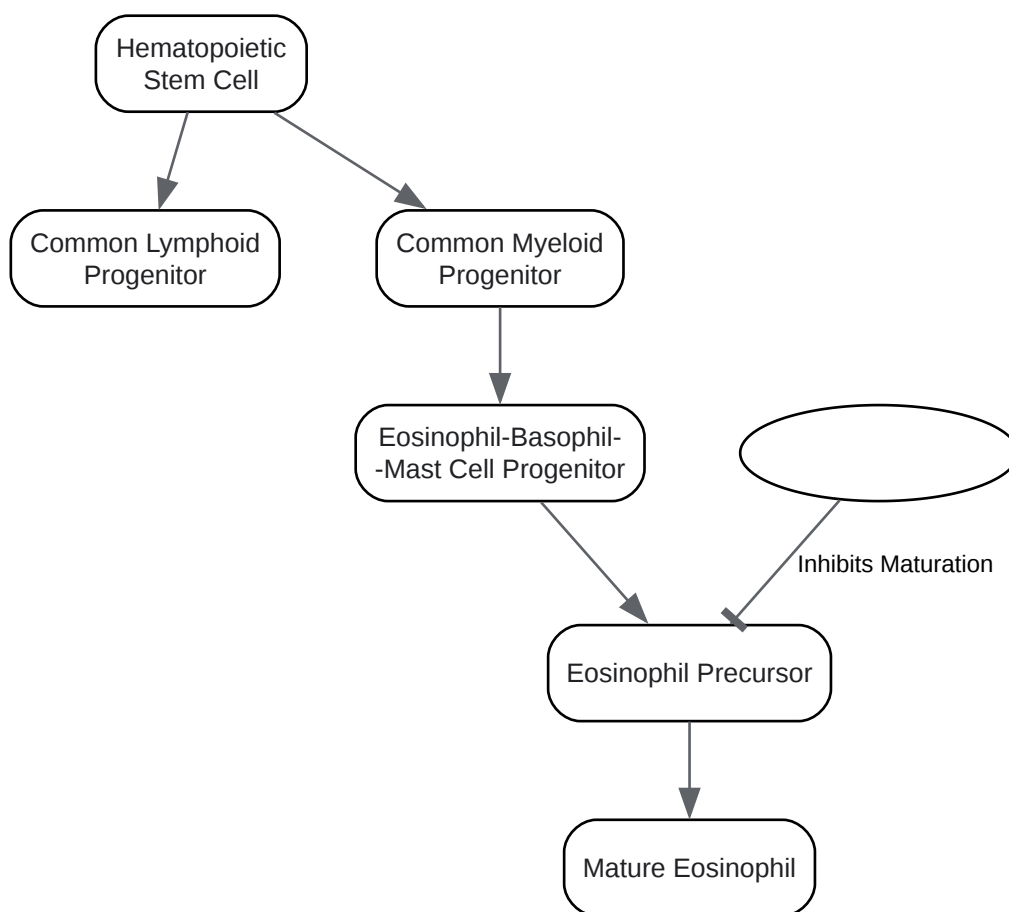 Hematopoietic
Stem Cell
Common Lymphoid
Progenitor
Common Myeloid
Progenitor
Eosinophil-Basophil-
-Mast Cell Progenitor
Inhibits Maturation
Eosinophil Precursor
Mature Eosinophil